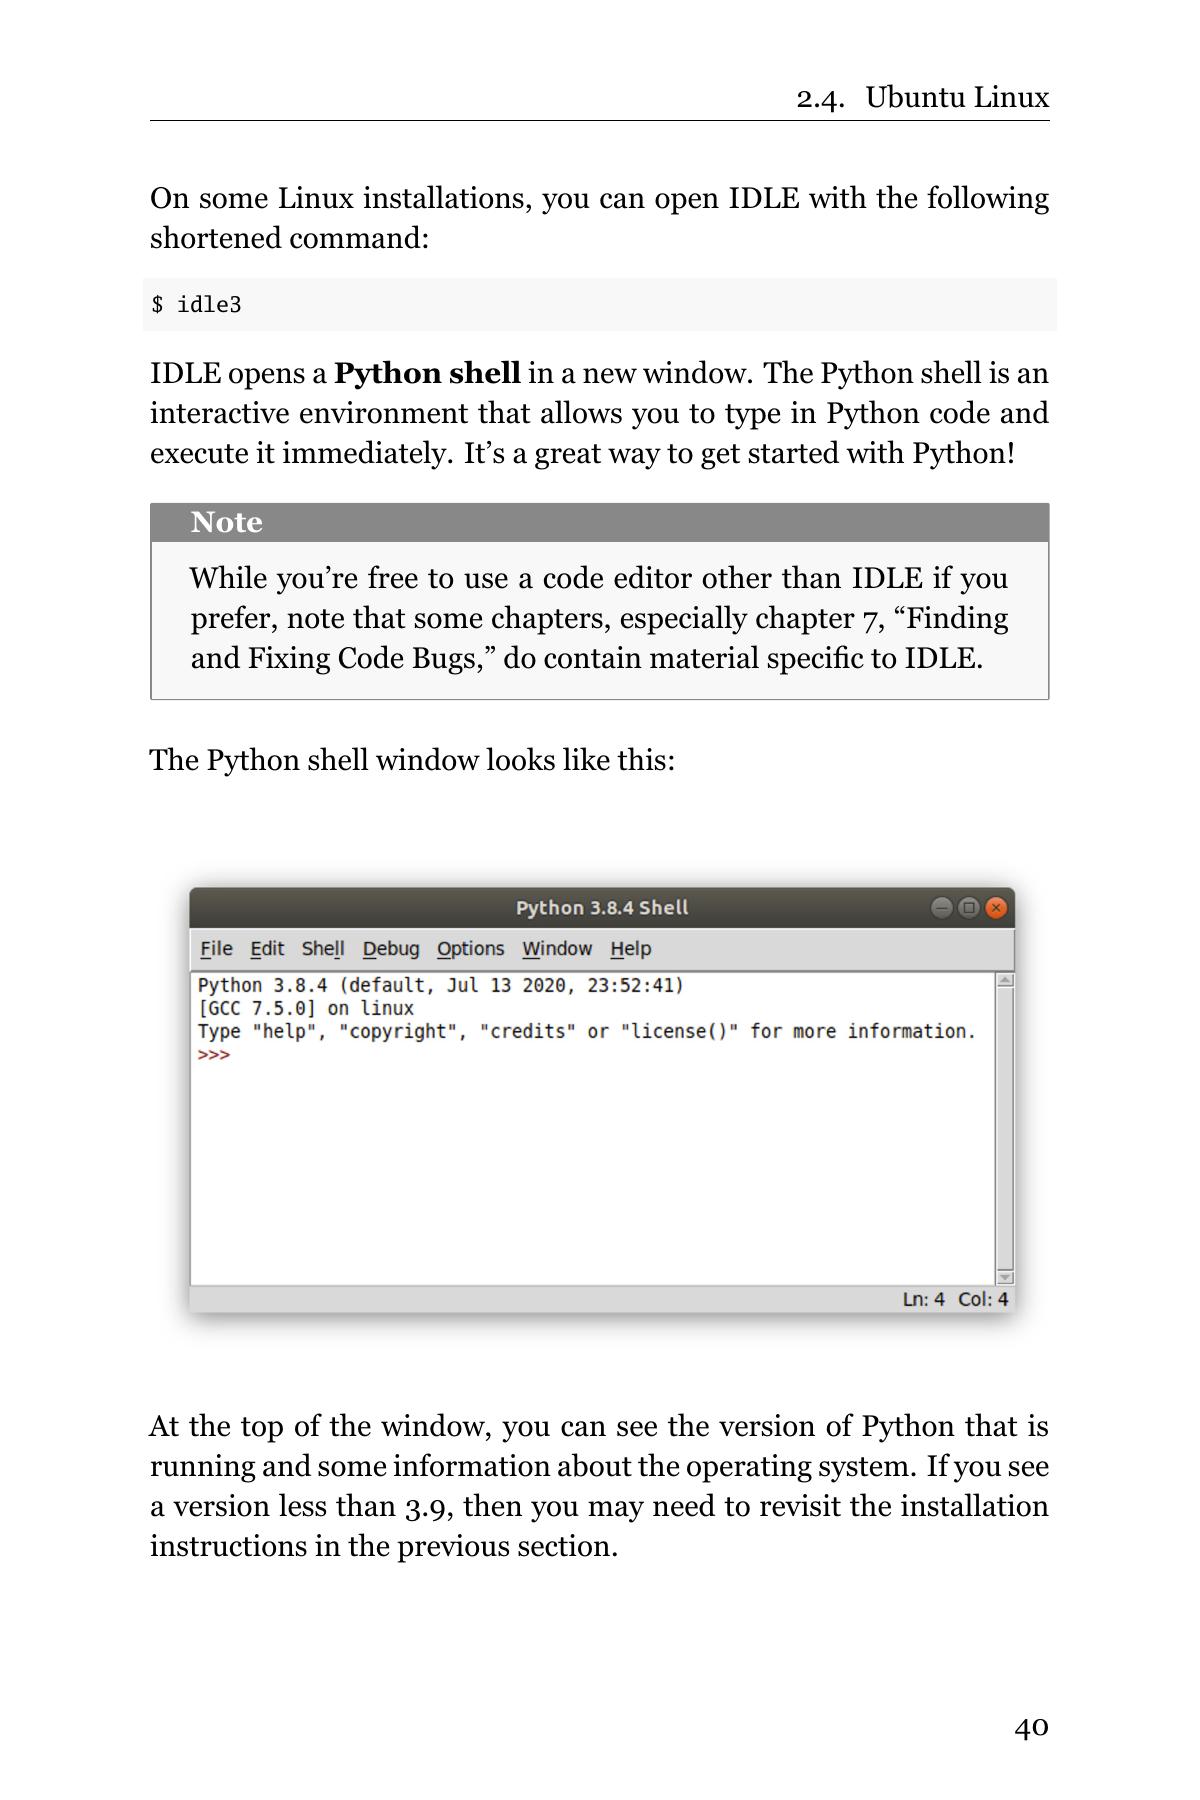 2.4. Ubuntu Linux
On some Linux installations, you can open IDLE with the following
shortened command:
$ idle3
IDLE opens a Python shell in a new window. The Python shell is an
interactive environment that allows you to type in Python code and
execute it immediately. It’s a great way to get started with Python!
Note
While you’re free to use a code editor other than IDLE if you
prefer, note that some chapters, especially chapter 7, “Finding
and Fixing Code Bugs,” do contain material specific to IDLE.
The Python shell window looks like this:
Python 3.8.4 Shell
File Edit Shell Debug Options Window Help
Python 3.8.4 (default, Jul 13 2020, 23:52:41)
[GCC 7.5.0] on linux
Type "help", "copyright", "credits" or "license()" for more information.
>>>
Ln: 4 Col: 4
At the top of the window, you can see the version of Python that is
running and some information about the operating system. If you see
a version less than 3.9, then you may need to revisit the installation
instructions in the previous section.
40